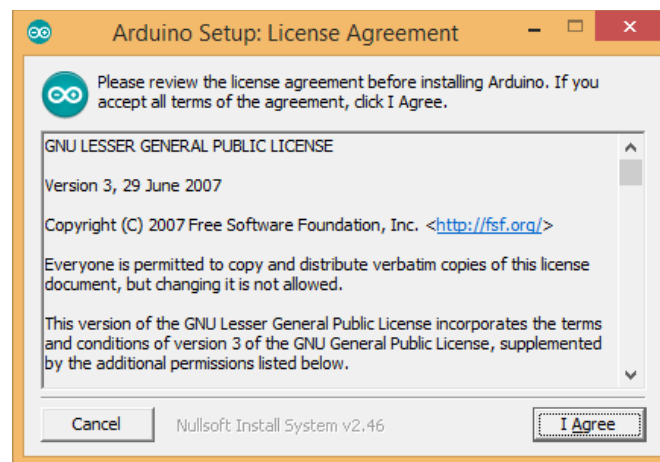 Arduino Setup: License Agreement
Please review the license agreement before installing Arduino. If you
accept all terms of the agreement, click I Agree.
GNU LESSER GENERAL PUBLIC LICENSE
Version 3, 29 June 2007
Copyright (C) 2007 Free Software Foundation, Inc. <http://fsf.org/>
Everyone is permitted to copy and distribute verbatim copies of this license
document, but changing it is not allowed.
This version of the GNU Lesser General Public License incorporates the terms
and conditions of version 3 of the GNU General Public License, supplemented
by the additional permissions listed below.
Cancel Nullsoft Install System v2.46 I Agree